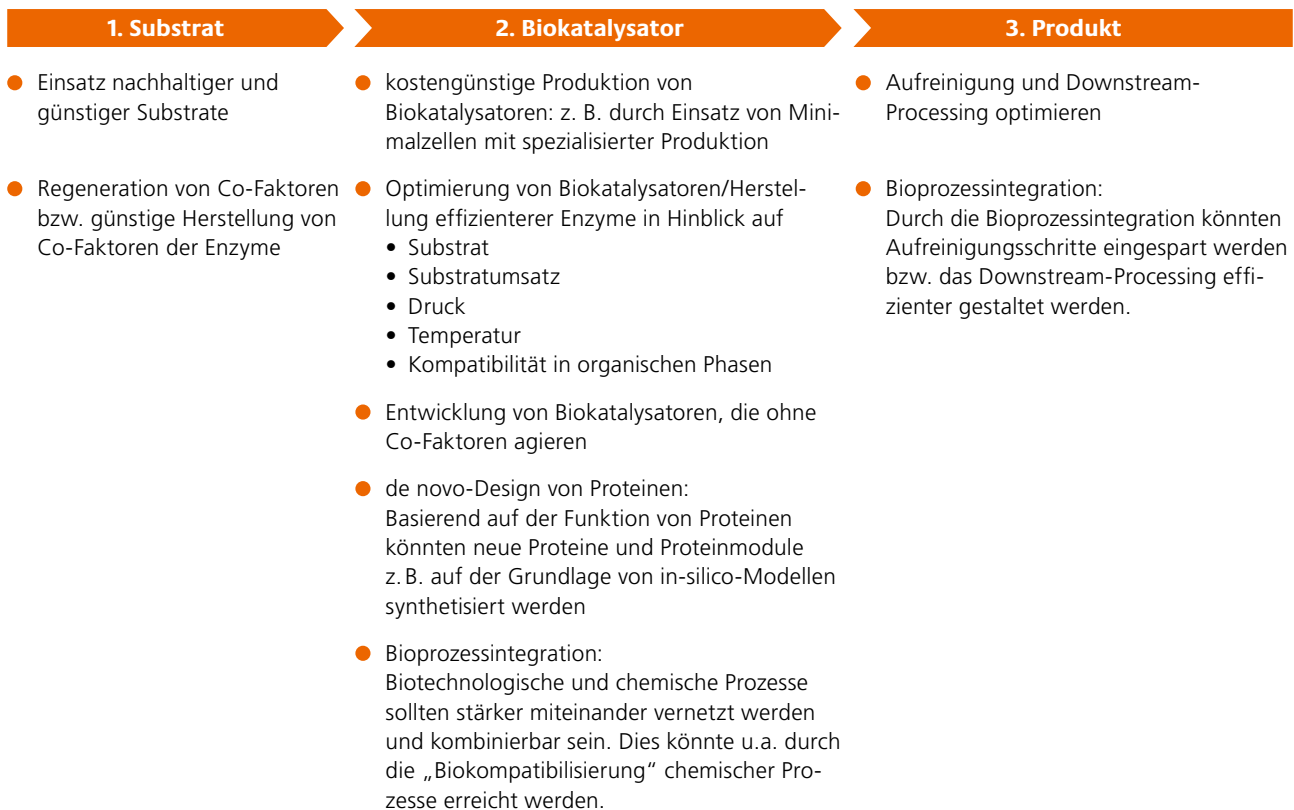 1. Substrat
Einsatz nachhaltiger und
günstiger Substrate
Regeneration von Co-Faktoren
bzw. günstige Herstellung von
Co-Faktoren der Enzyme
2. Biokatalysator
kostengünstige Produktion von
Biokatalysatoren: z. B. durch Einsatz von Mini-
malzellen mit spezialisierter Produktion
Optimierung von Biokatalysatoren/Herstel-
lung effizienterer Enzyme in Hinblick auf
• Substrat
• Substratumsatz
• Druck
• Temperatur
• Kompatibilität in organischen Phasen
Entwicklung von Biokatalysatoren, die ohne
Co-Faktoren agieren
de novo-Design von Proteinen:
Basierend auf der Funktion von Proteinen
könnten neue Proteine und Proteinmodule
z. B. auf der Grundlage von in-silico-Modellen
synthetisiert werden
Bioprozessintegration:
Biotechnologische und chemische Prozesse
sollten stärker miteinander vernetzt werden
und kombinierbar sein. Dies könnte u.a. durch
die „Biokompatibilisierung“ chemischer Pro-
zesse erreicht werden.
3. Produkt
Aufreinigung und Downstream-
Processing optimieren
Bioprozessintegration:
Durch die Bioprozessintegration könnten
Aufreinigungsschritte eingespart werden
bzw. das Downstream-Processing effi-
zienter gestaltet werden.